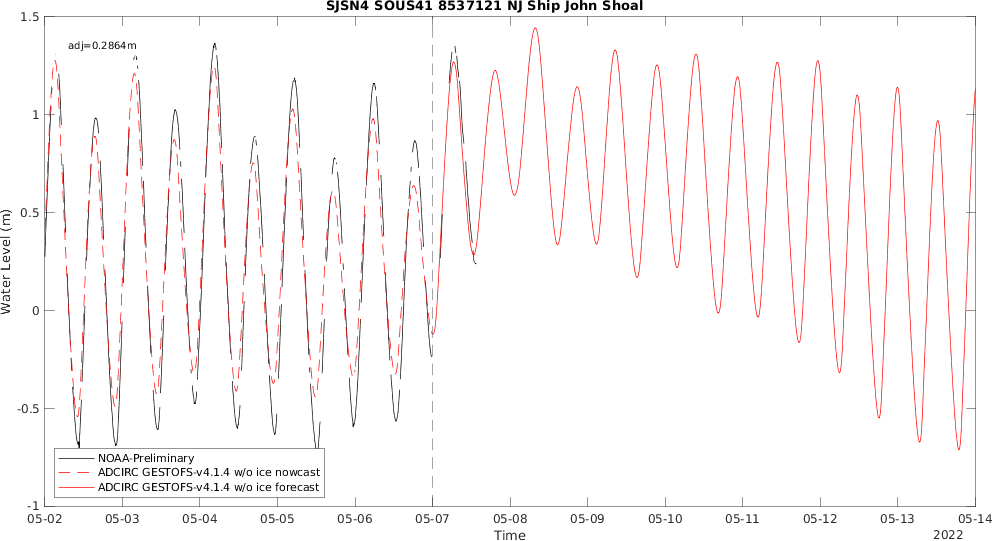 SJSN4 SOUS41 8537121 NJ Ship John Shoal
adj=0.2864m
1.5
1
0.5
0
-0.5
-1
Water Level (m)
NOAA-Preliminary
ADCIRC GESTOFS-v4.1.4 w/o ice nowcast
ADCIRC GESTOFS-v4.1.4 w/o ice forecast
05-02 05-03 05-04 05-05 05-06 05-07 05-08 05-09 05-10 05-11 05-12 05-13 05-14
Time
2022